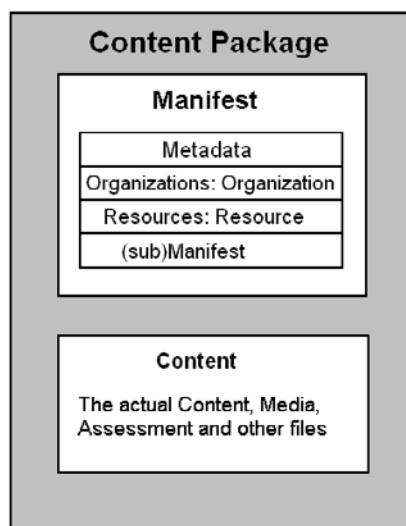 Content Package
Manifest
Metadata
Organizations: Organization
Resources: Resource
(sub)Manifest
Content
The actual Content, Media,
Assessment and other files